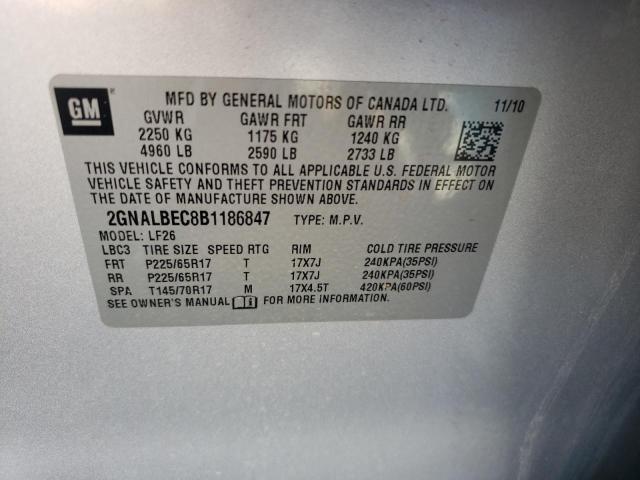 GM
MFD BY GENERAL MOTORS OF CANADA LTD. 11/10
GVWR GAWR FRT GAWR RR
2250 KG 1175 KG 1240 KG
4960 LB 2590 LB 2733 LB
THIS VEHICLE CONFORMS TO ALL APPLICABLE U.S. FEDERAL MOTOR
VEHICLE SAFETY AND THEFT PREVENTION STANDARDS IN EFFECT ON
THE DATE OF MANUFACTURE SHOWN ABOVE.
2GNALBEC8B1186847 TYPE: M.P.V.
MODEL: LF26
LBC3 TIRE SIZE SPEED RTG RIM COLD TIRE PRESSURE
FRT P225/65R17 T 17X7J 240KPA(35PSI)
RR P225/65R17 T 17X7J 240KPA(35PSI)
SPA T145/70R17 M 17X4.5T 420KPA(60PSI)
SEE OWNER'S MANUAL FOR MORE INFORMATION.